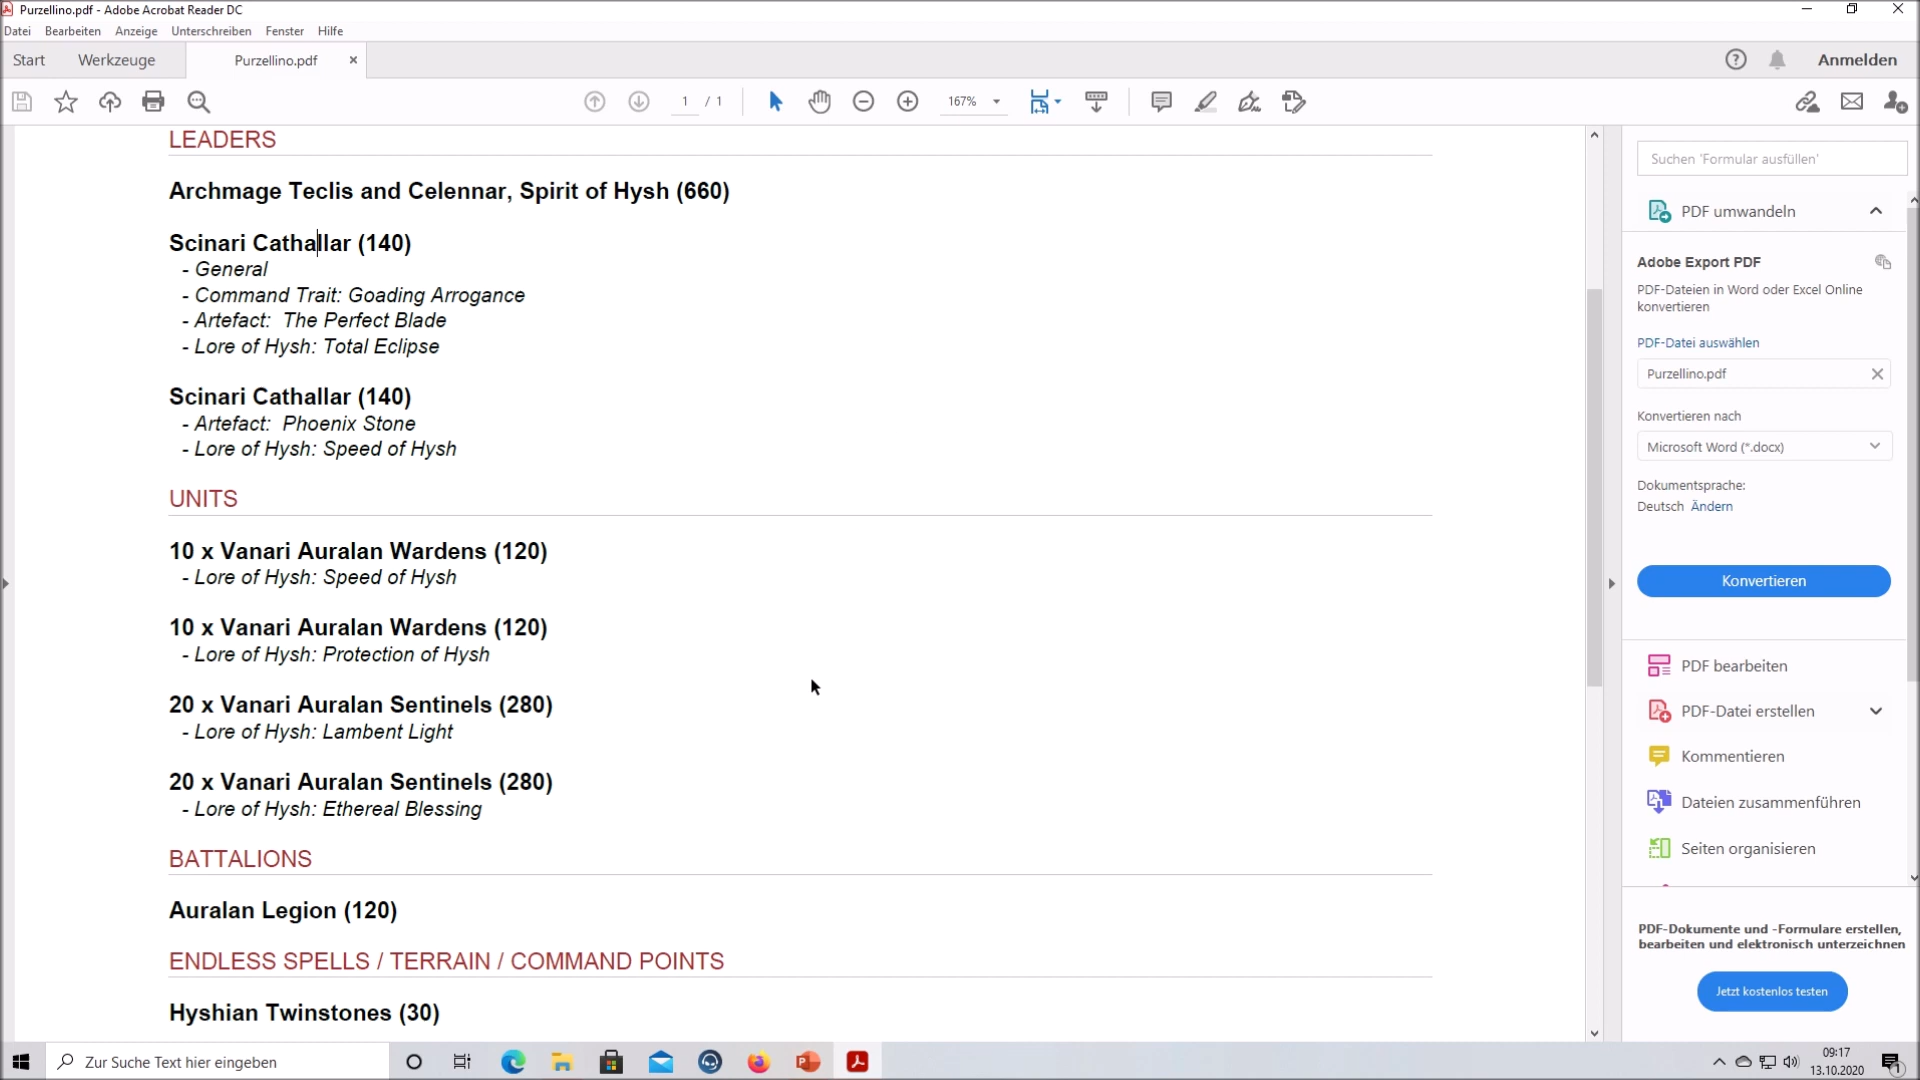 Purzellino.pdf - Adobe Acrobat Reader DC
Datei Bearbeiten Anzeige Unterschreiben Fenster Hilfe
Start Werkzeuge Purzellino.pdf Anmelden
1 / 1 167%
LEADERS
Archmage Teclis and Celennar, Spirit of Hysh (660)
Scinari Cathallar (140)
- General
- Command Trait: Goading Arrogance
- Artefact: The Perfect Blade
- Lore of Hysh: Total Eclipse
Scinari Cathallar (140)
- Artefact: Phoenix Stone
- Lore of Hysh: Speed of Hysh
UNITS
10 x Vanari Auralan Wardens (120)
- Lore of Hysh: Speed of Hysh
10 x Vanari Auralan Wardens (120)
- Lore of Hysh: Protection of Hysh
20 x Vanari Auralan Sentinels (280)
- Lore of Hysh: Lambent Light
20 x Vanari Auralan Sentinels (280)
- Lore of Hysh: Ethereal Blessing
BATTALIONS
Auralan Legion (120)
ENDLESS SPELLS / TERRAIN / COMMAND POINTS
Hyshian Twinstones (30)
Suchen 'Formular ausfüllen'
PDF umwandeln
Adobe Export PDF
PDF-Dateien in Word oder Excel Online
konvertieren
PDF-Datei auswählen
Purzellino.pdf
Konvertieren nach
Microsoft Word (*.docx)
Dokumentsprache:
Deutsch Ändern
Konvertieren
PDF bearbeiten
PDF-Datei erstellen
Kommentieren
Dateien zusammenführen
Seiten organisieren
PDF-Dokumente und -Formulare erstellen,
bearbeiten und elektronisch unterzeichnen
Jetzt kostenlos testen
Zur Suche Text hier eingeben
09:17
13.10.2020
1